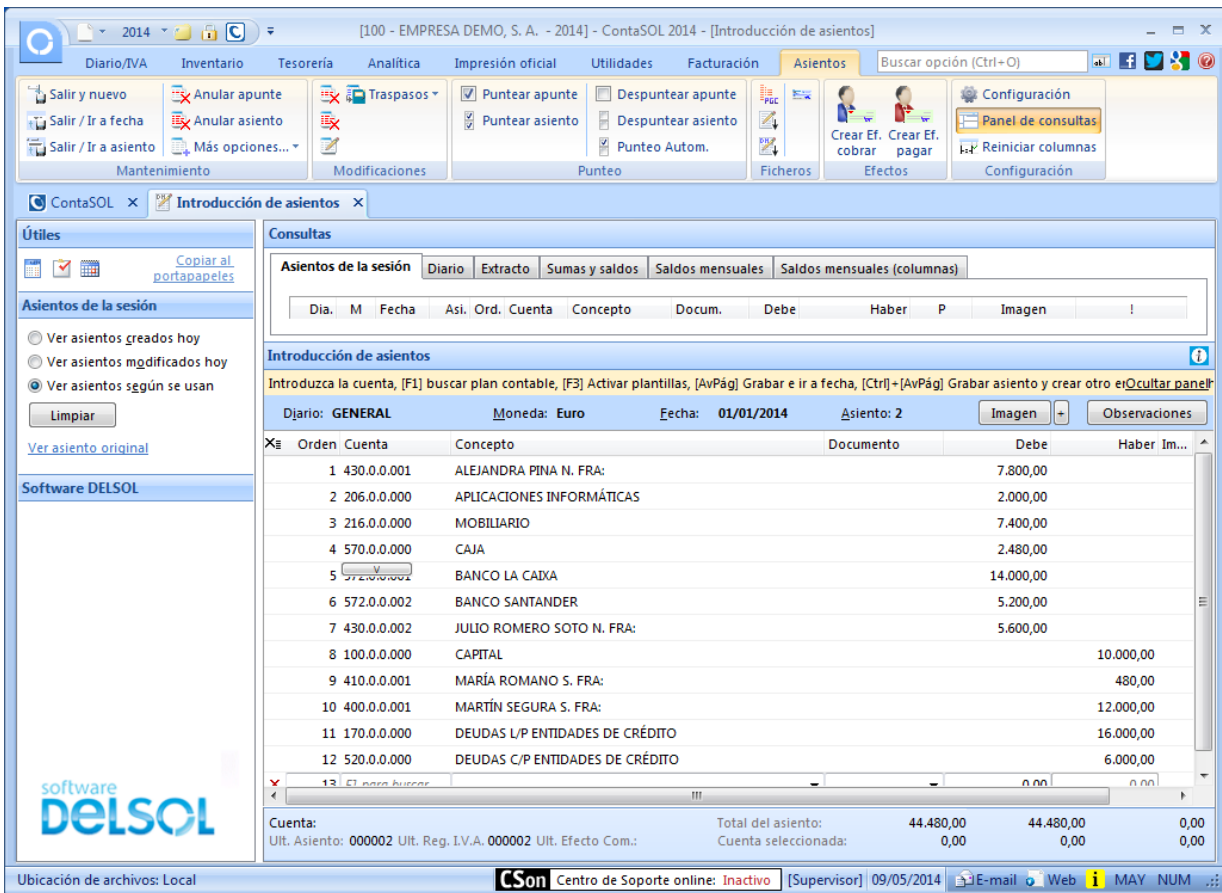 2014
[100 - EMPRESA DEMO, S. A. - 2014] - ContaSOL 2014 - [Introducción de asientos]
Diario/IVA Inventario Tesorería Analítica Impresión oficial Utilidades Facturación Asientos Buscar opción (Ctrl+O)
Salir y nuevo Anular apunte Traspasos Puntear apunte Despuntear apunte PGC Configuración
Salir / Ir a fecha Anular asiento Puntear asiento Despuntear asiento Crear Ef. cobrar Crear Ef. pagar Panel de consultas
Salir / Ir a asiento Más opciones... Punteo Autom. Reiniciar columnas
Mantenimiento Modificaciones Punteo Ficheros Efectos Configuración
ContaSOL X Introducción de asientos X
Útiles
Copiar al
portapapeles
Asientos de la sesión
Ver asientos creados hoy
Ver asientos modificados hoy
Ver asientos según se usan
Limpiar
Ver asiento original
Software DELSOL
software
DELSOL
Consultas
Asientos de la sesión Diario Extracto Sumas y saldos Saldos mensuales Saldos mensuales (columnas)
Dia. M Fecha Asi. Ord. Cuenta Concepto Docum. Debe Haber P Imagen !
Introducción de asientos
Introduzca la cuenta, [F1] buscar plan contable, [F3] Activar plantillas, [AvPág] Grabar e ir a fecha, [Ctrl]+[AvPág] Grabar asiento y crear otro Ocultar panel
Diario: GENERAL Moneda: Euro Fecha: 01/01/2014 Asiento: 2 Imagen + Observaciones
Orden Cuenta Concepto Documento Debe Haber Im...
1 430.0.0.001 ALEJANDRA PINA N. FRA: 7.800,00
2 206.0.0.000 APLICACIONES INFORMÁTICAS 2.000,00
3 216.0.0.000 MOBILIARIO 7.400,00
4 570.0.0.000 CAJA 2.480,00
5 BANCO LA CAIXA 14.000,00
6 572.0.0.002 BANCO SANTANDER 5.200,00
7 430.0.0.002 JULIO ROMERO SOTO N. FRA: 5.600,00
8 100.0.0.000 CAPITAL 10.000,00
9 410.0.0.001 MARÍA ROMANO S. FRA: 480,00
10 400.0.0.001 MARTÍN SEGURA S. FRA: 12.000,00
11 170.0.0.000 DEUDAS L/P ENTIDADES DE CRÉDITO 16.000,00
12 520.0.0.000 DEUDAS C/P ENTIDADES DE CRÉDITO 6.000,00
13 F1 para buscar 0,00 0,00
Cuenta: Total del asiento: 44.480,00 44.480,00 0,00
Ult. Asiento: 000002 Ult. Reg. I.V.A. 000002 Ult. Efecto Com.: Cuenta seleccionada: 0,00 0,00 0,00
Ubicación de archivos: Local CSon Centro de Soporte online: Inactivo [Supervisor] 09/05/2014 E-mail Web i MAY NUM